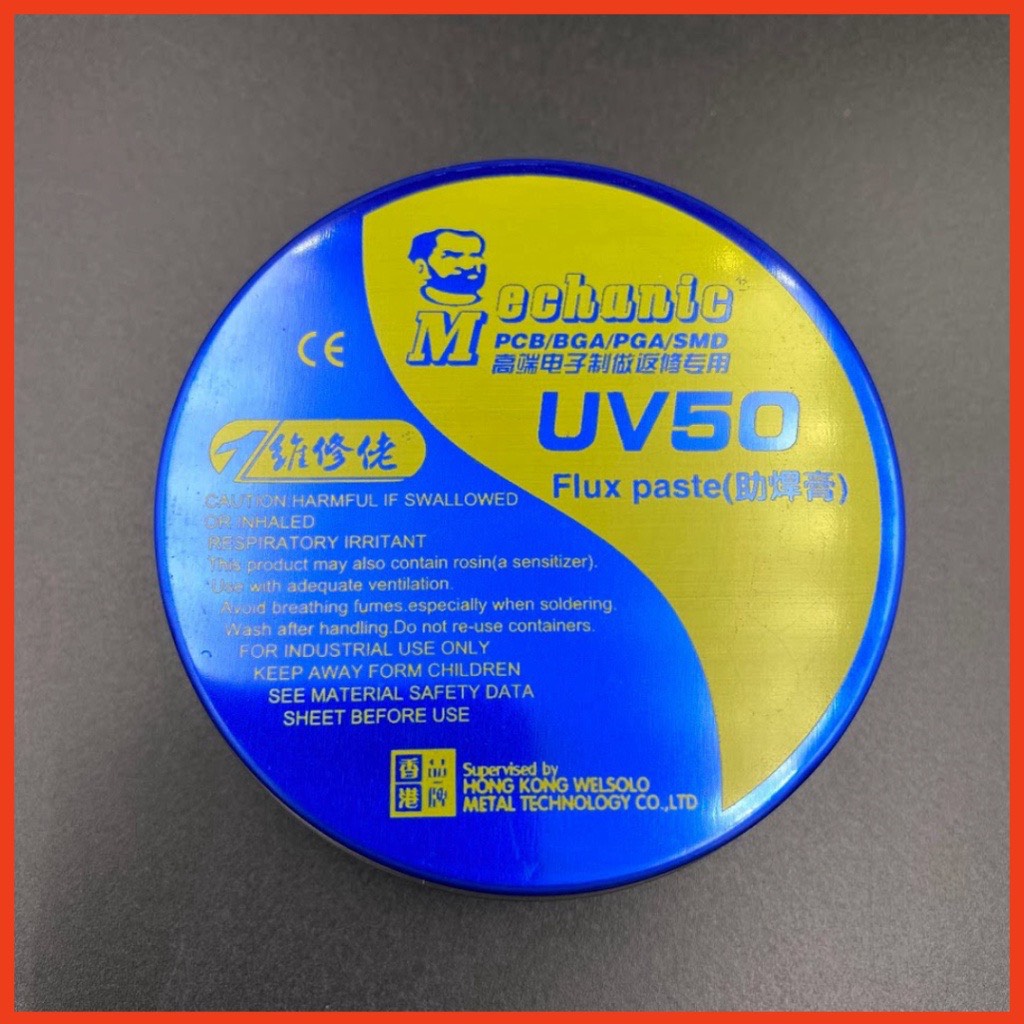 Mechanic
PCB/BGA/PGA/SMD
高端电子制做返修专用
CE
UV50
維修佬
Flux paste(助焊膏)
CAUTION:HARMFUL IF SWALLOWED
OR INHALED
RESPIRATORY IRRITANT
This product may also contain rosin(a sensitizer).
Use with adequate ventilation.
Avoid breathing fumes.especially when soldering.
Wash after handling.Do not re-use containers.
FOR INDUSTRIAL USE ONLY
KEEP AWAY FORM CHILDREN
SEE MATERIAL SAFETY DATA
SHEET BEFORE USE
香港品牌
Supervised by
HONG KONG WELSOLO
METAL TECHNOLOGY CO.,LTD